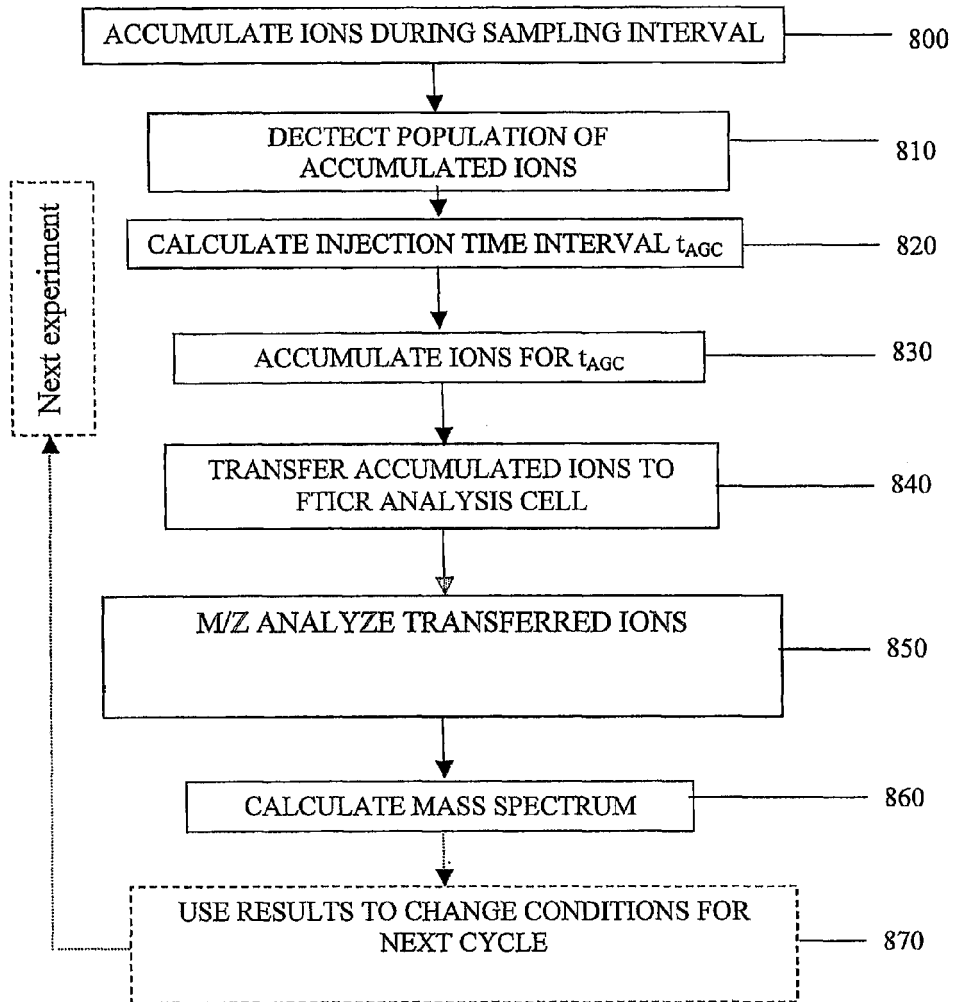 ACCUMULATE IONS DURING SAMPLING INTERVAL
800
DECTECT POPULATION OF
ACCUMULATED IONS
810
CALCULATE INJECTION TIME INTERVAL tAGC
820
ACCUMULATE IONS FOR tAGC
830
TRANSFER ACCUMULATED IONS TO
FTICR ANALYSIS CELL
840
M/Z ANALYZE TRANSFERRED IONS
850
CALCULATE MASS SPECTRUM
860
USE RESULTS TO CHANGE CONDITIONS FOR
NEXT CYCLE
870
Next experiment